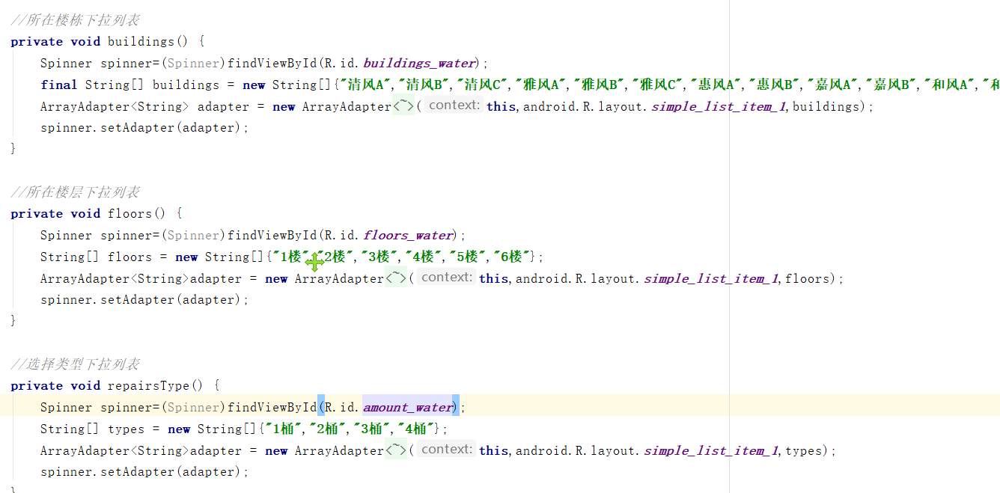 //所在楼栋下拉列表
private void buildings() {
    Spinner spinner=(Spinner)findViewById(R.id.buildings_water);
    final String[] buildings = new String[]{"清风A","清风B","清风C","雅风A","雅风B","雅风C","惠风A","惠风B","嘉风A","嘉风B","和风A","和
    ArrayAdapter<String> adapter = new ArrayAdapter<~>( context: this,android.R.layout.simple_list_item_1,buildings);
    spinner.setAdapter(adapter);
}
//所在楼层下拉列表
private void floors() {
    Spinner spinner=(Spinner)findViewById(R.id.floors_water);
    String[] floors = new String[]{"1楼","2楼","3楼","4楼","5楼","6楼"};
    ArrayAdapter<String>adapter = new ArrayAdapter<~>( context: this,android.R.layout.simple_list_item_1,floors);
    spinner.setAdapter(adapter);
}
//选择类型下拉列表
private void repairsType() {
    Spinner spinner=(Spinner)findViewById(R.id.amount_water);
    String[] types = new String[]{"1桶","2桶","3桶","4桶"};
    ArrayAdapter<String>adapter = new ArrayAdapter<~>( context: this,android.R.layout.simple_list_item_1,types);
    spinner.setAdapter(adapter);
}